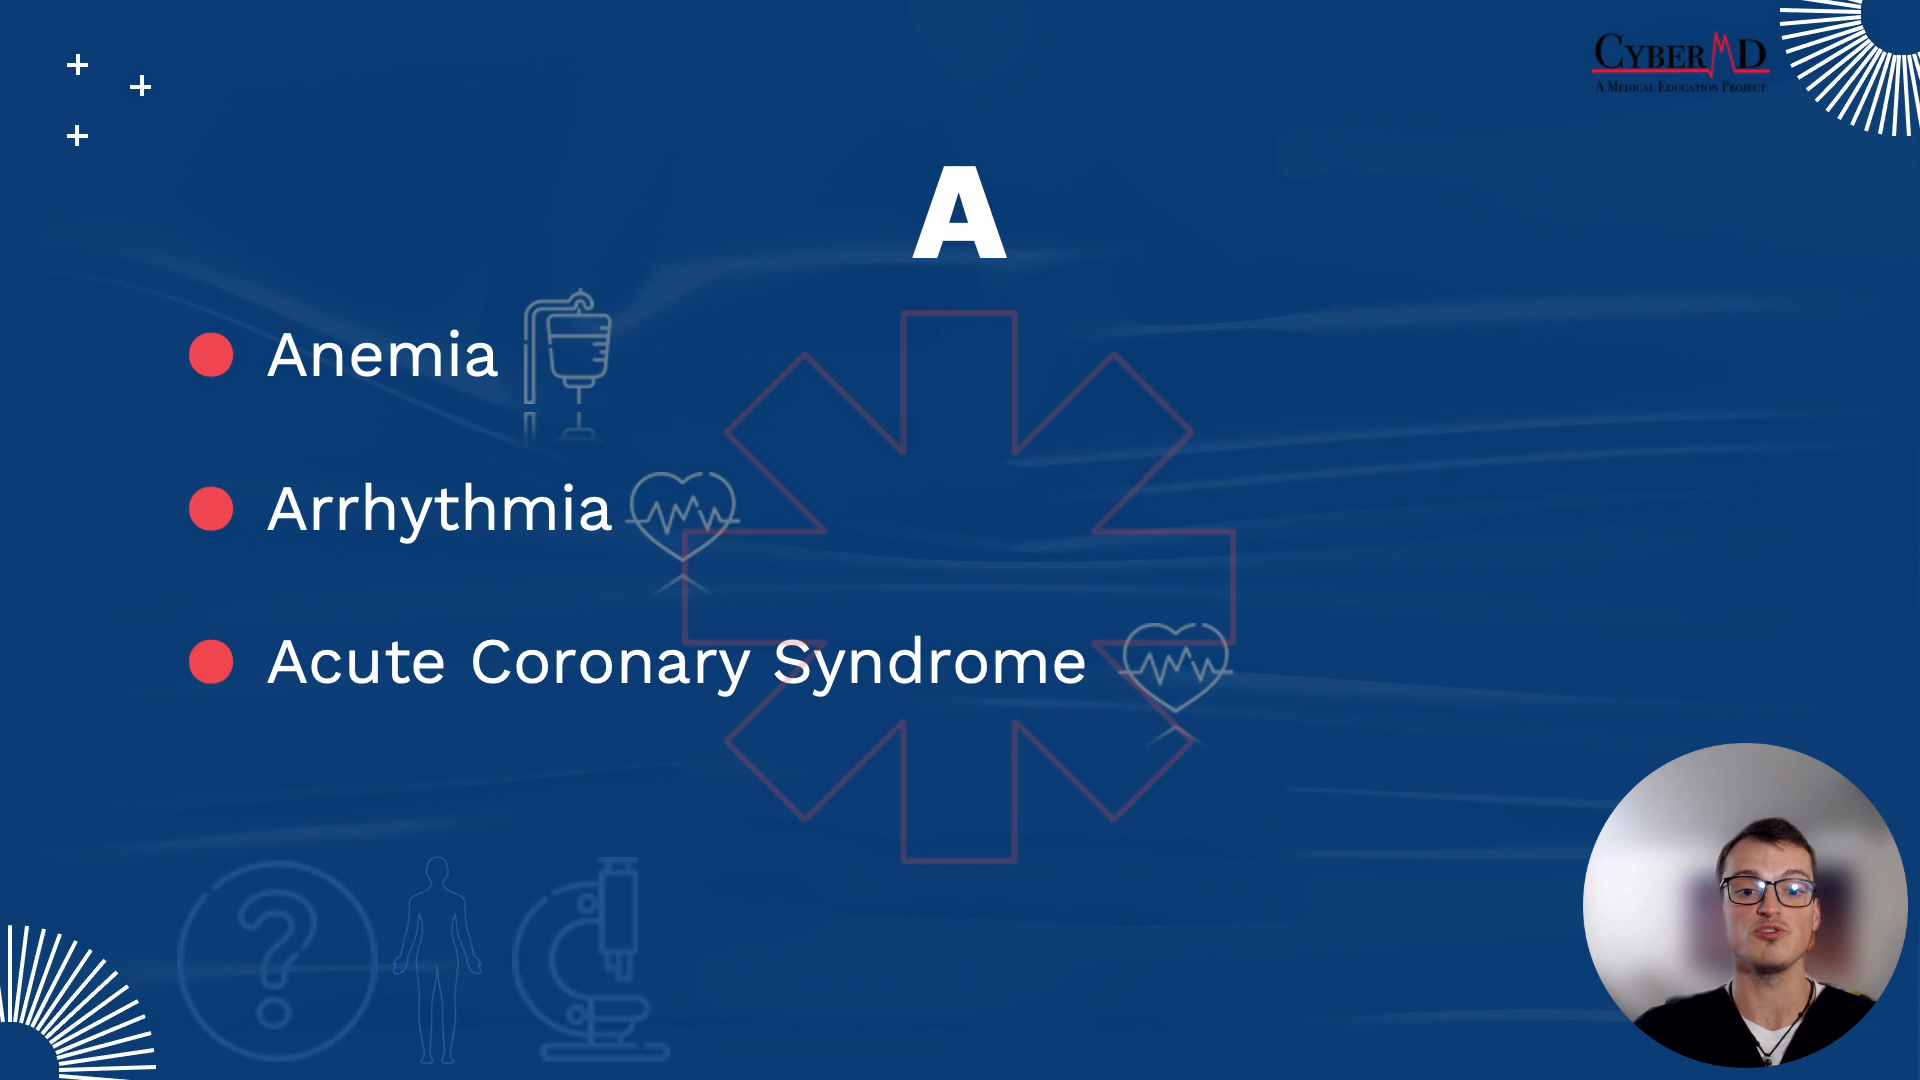 CYBERMD
A MEDICAL EDUCATION PROJECT
A
Anemia
Arrhythmia
Acute Coronary Syndrome
?